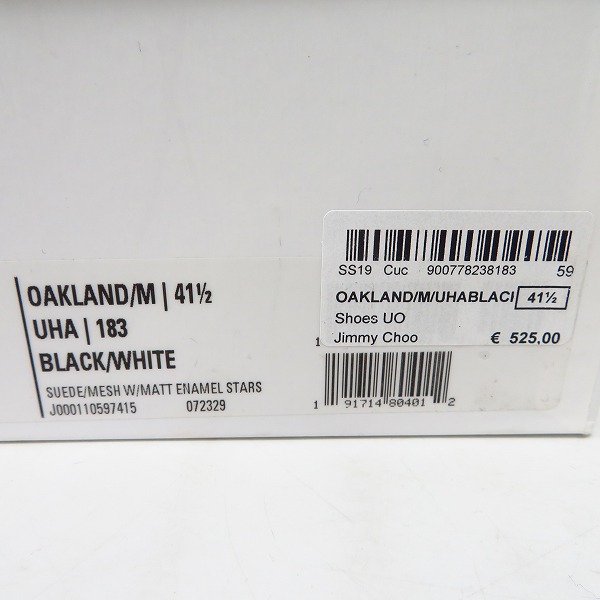 OAKLAND/M | 41½
UHA | 183
BLACK/WHITE
SUEDE/MESH W/MATT ENAMEL STARS
J000110597415 072329
SS19 Cuc 900778238183 59
OAKLAND/M/UHABLACI 41½
Shoes UO
Jimmy Choo € 525,00
1 91714 80401 2